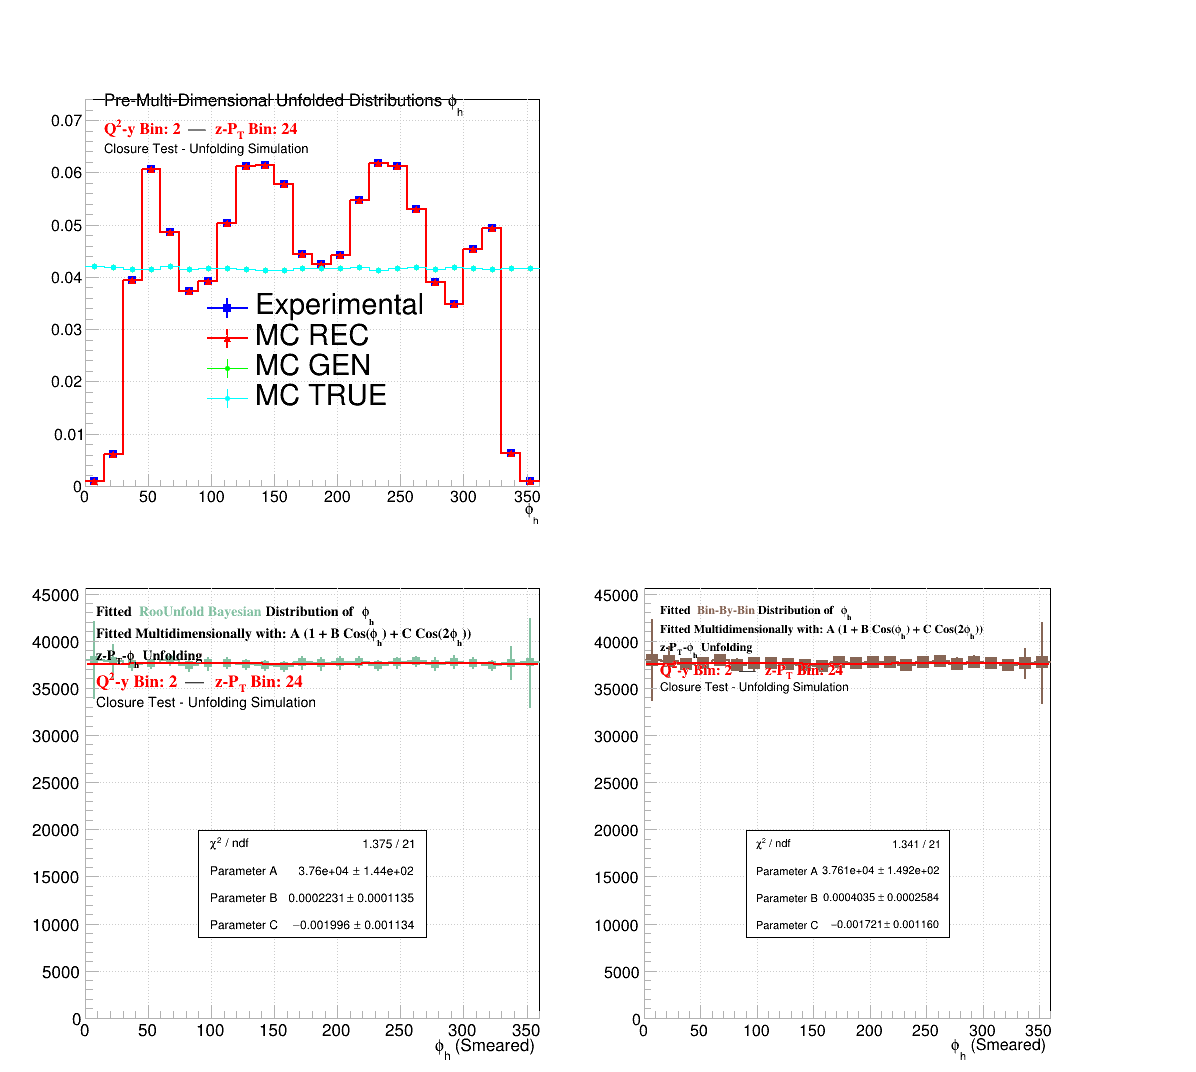 Pre-Multi-Dimensional Unfolded Distributions ϕh
Q²-y Bin: 2 — z-PT Bin: 24
Closure Test - Unfolding Simulation
0.07
0.06
0.05
0.04
0.03
0.02
0.01
0
Experimental
MC REC
MC GEN
MC TRUE
0 50 100 150 200 250 300 350
ϕh
45000
40000
35000
30000
25000
20000
15000
10000
5000
0
Fitted RooUnfold Bayesian Distribution of ϕh
Fitted Multidimensionally with: A (1 + B Cos(ϕh) + C Cos(2ϕh))
z-PT-ϕh Unfolding
Q²-y Bin: 2 — z-PT Bin: 24
Closure Test - Unfolding Simulation
χ² / ndf 1.375 / 21
Parameter A 3.76e+04 ± 1.44e+02
Parameter B 0.0002231 ± 0.0001135
Parameter C −0.001996 ± 0.001134
0 50 100 150 200 250 300 350
ϕh (Smeared)
45000
40000
35000
30000
25000
20000
15000
10000
5000
0
Fitted Bin-By-Bin Distribution of ϕh
Fitted Multidimensionally with: A (1 + B Cos(ϕh) + C Cos(2ϕh))
z-PT-ϕh Unfolding
Q²-y Bin: 2 — z-PT Bin: 24
Closure Test - Unfolding Simulation
χ² / ndf 1.341 / 21
Parameter A 3.761e+04 ± 1.492e+02
Parameter B 0.0004035 ± 0.0002584
Parameter C −0.001721 ± 0.001160
0 50 100 150 200 250 300 350
ϕh (Smeared)